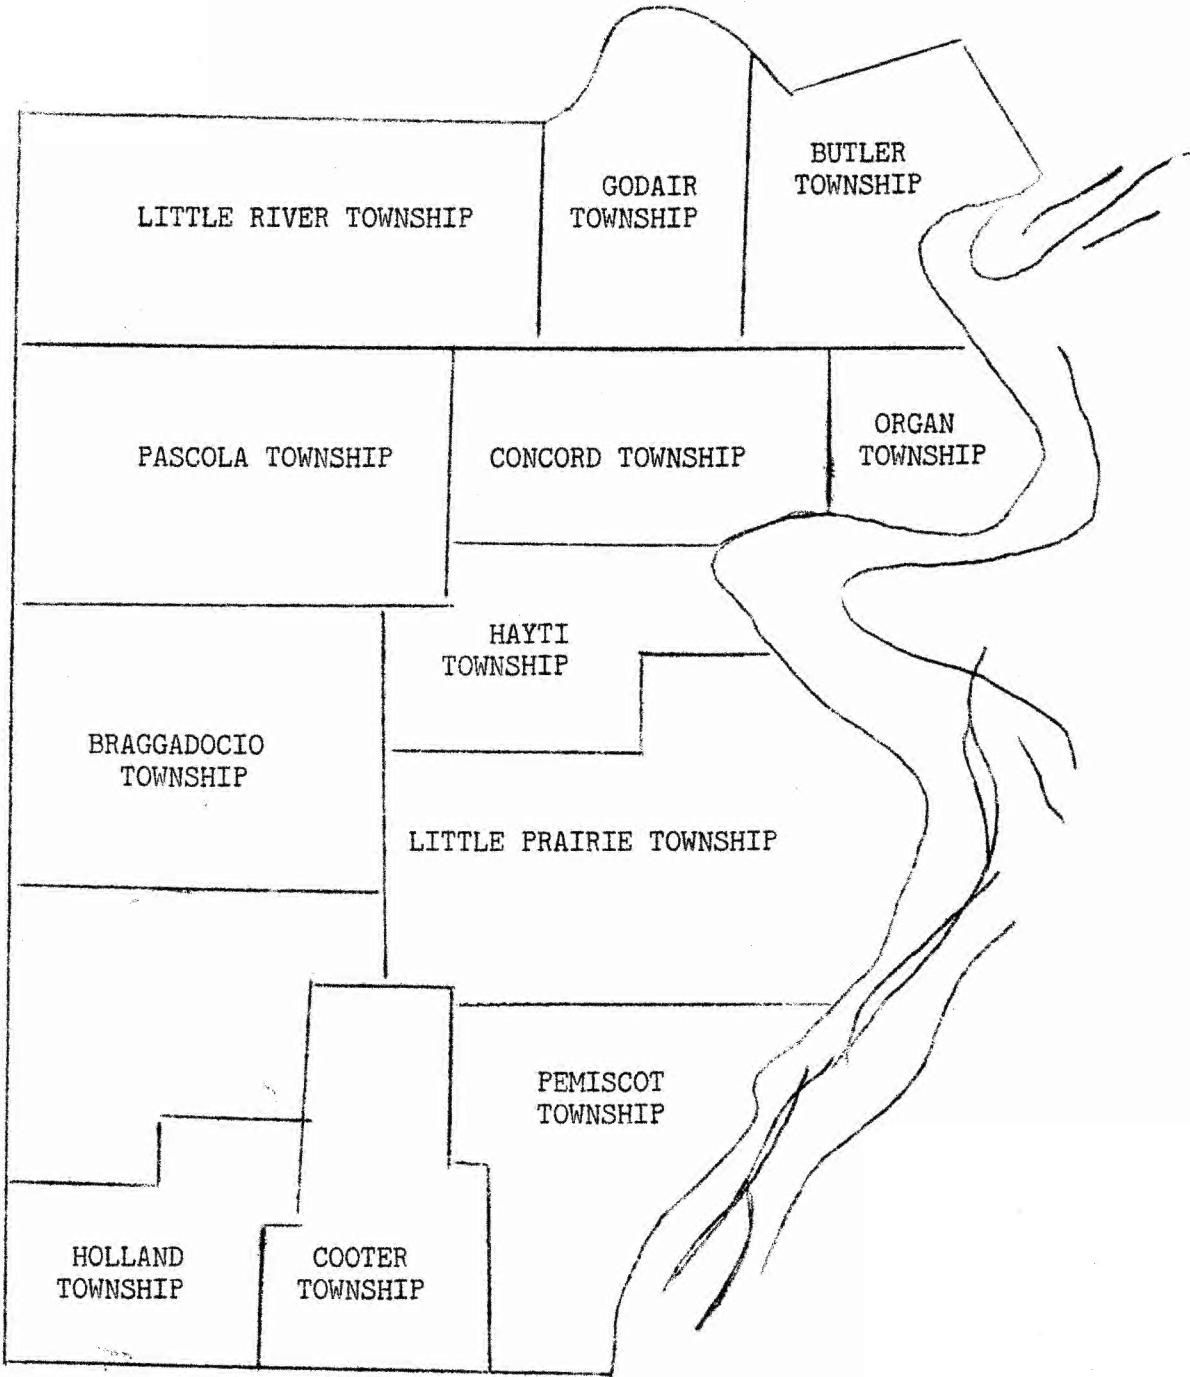 BUTLER
TOWNSHIP
GODAIR
TOWNSHIP
LITTLE RIVER TOWNSHIP
PASCOLA TOWNSHIP
CONCORD TOWNSHIP
ORGAN
TOWNSHIP
HAYTI
TOWNSHIP
BRAGGADOCIO
TOWNSHIP
LITTLE PRAIRIE TOWNSHIP
PEMISCOT
TOWNSHIP
HOLLAND
TOWNSHIP
COOTER
TOWNSHIP